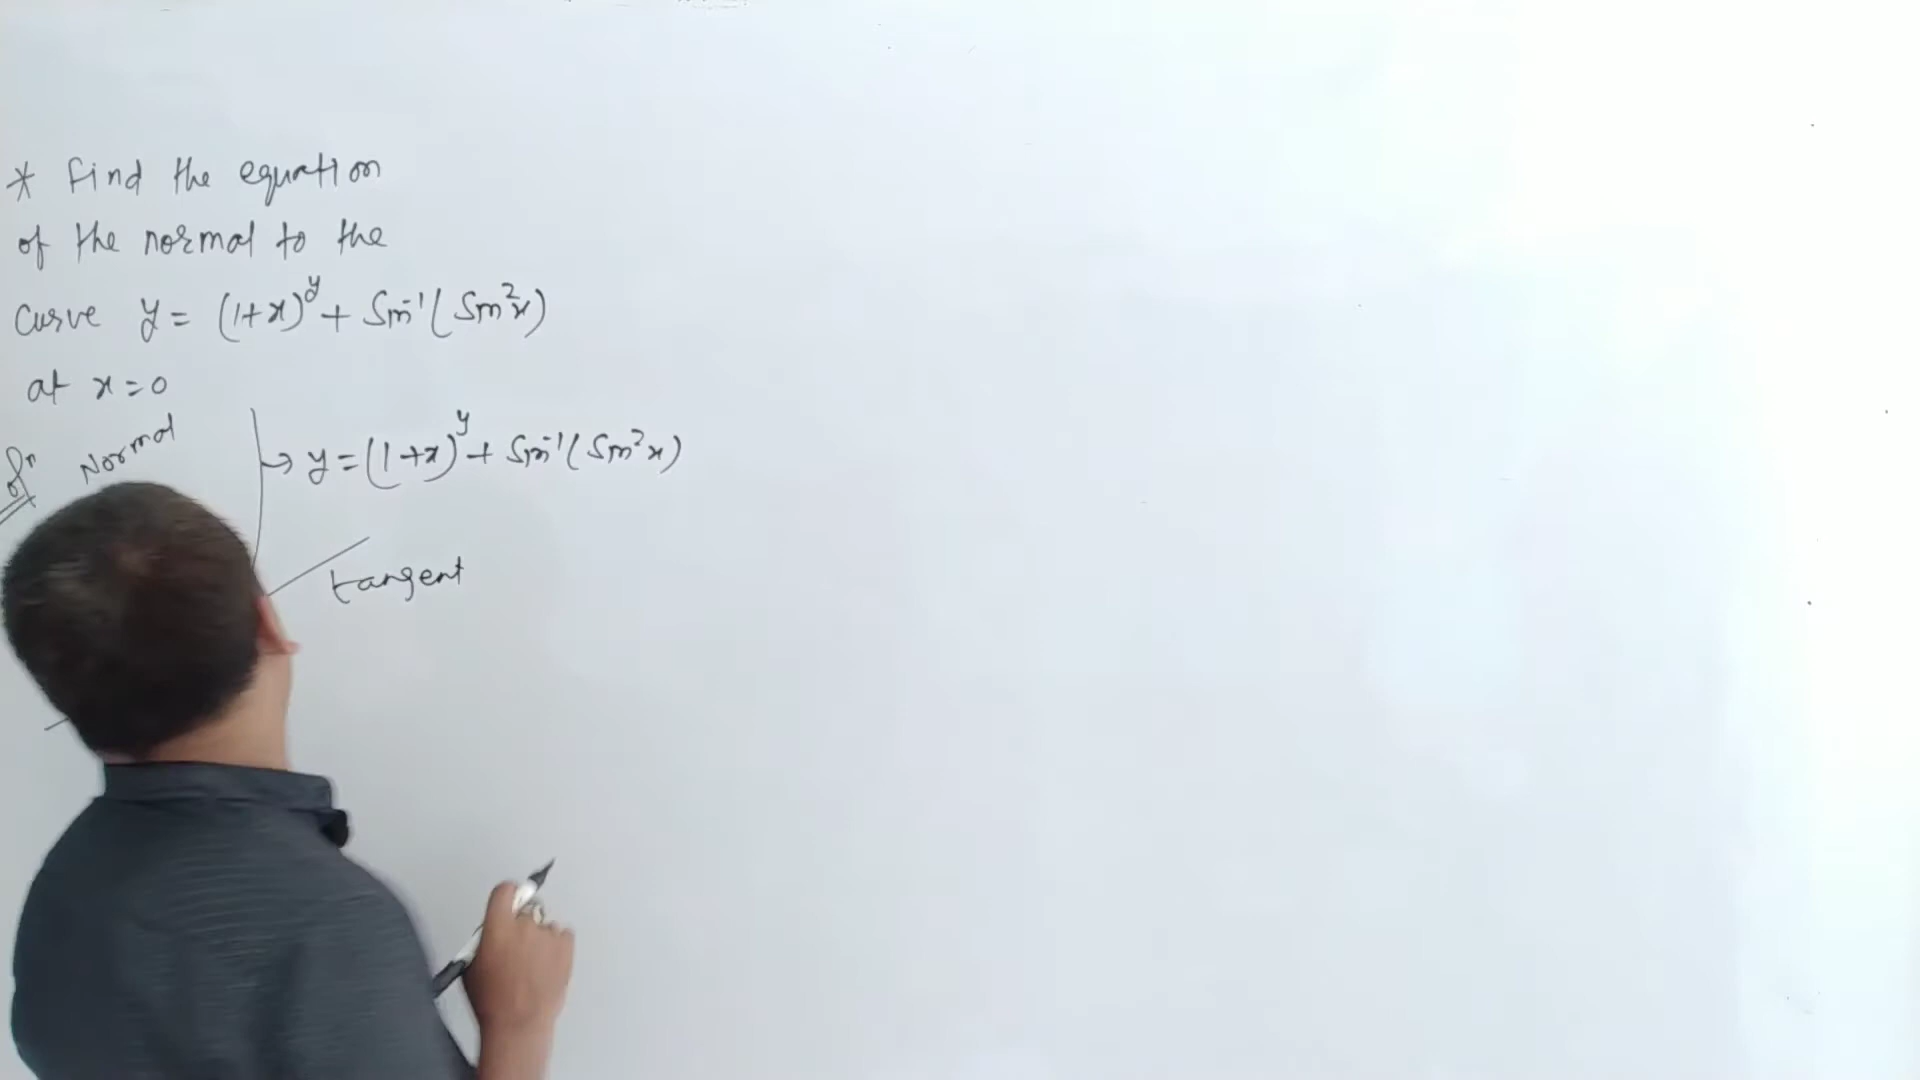 * Find the equation
of the normal to the
Curve y = (1+x)^y + Sin⁻¹(Sin²x)
at x=0
Solⁿ Normal
→ y = (1+x)^y + Sin⁻¹(Sin²x)
tangent